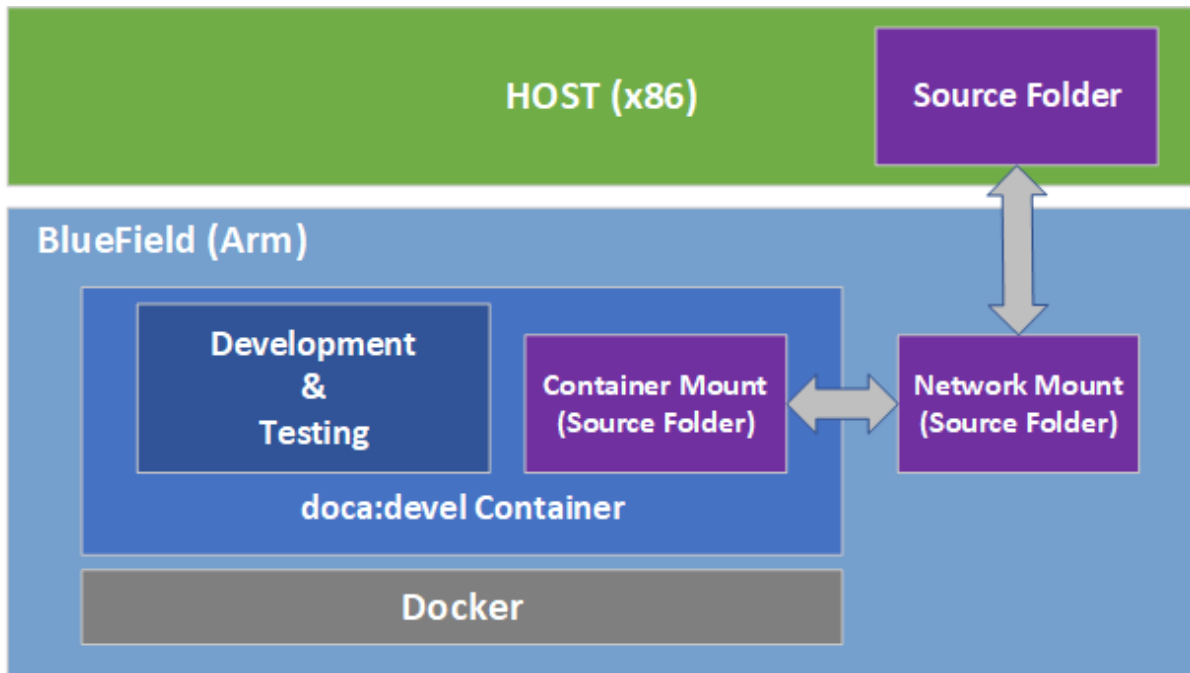 HOST (x86)
Source Folder
BlueField (Arm)
Development
&
Testing
Container Mount
(Source Folder)
Network Mount
(Source Folder)
doca:devel Container
Docker